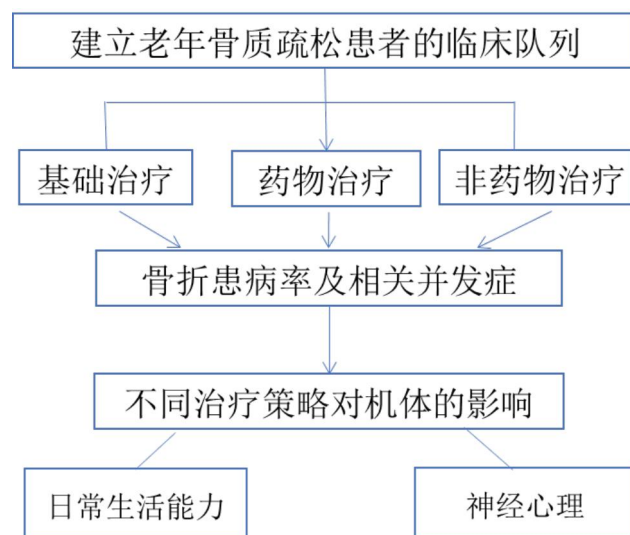 建立老年骨质疏松患者的临床队列
基础治疗
药物治疗
非药物治疗
骨折患病率及相关并发症
不同治疗策略对机体的影响
日常生活能力
神经心理